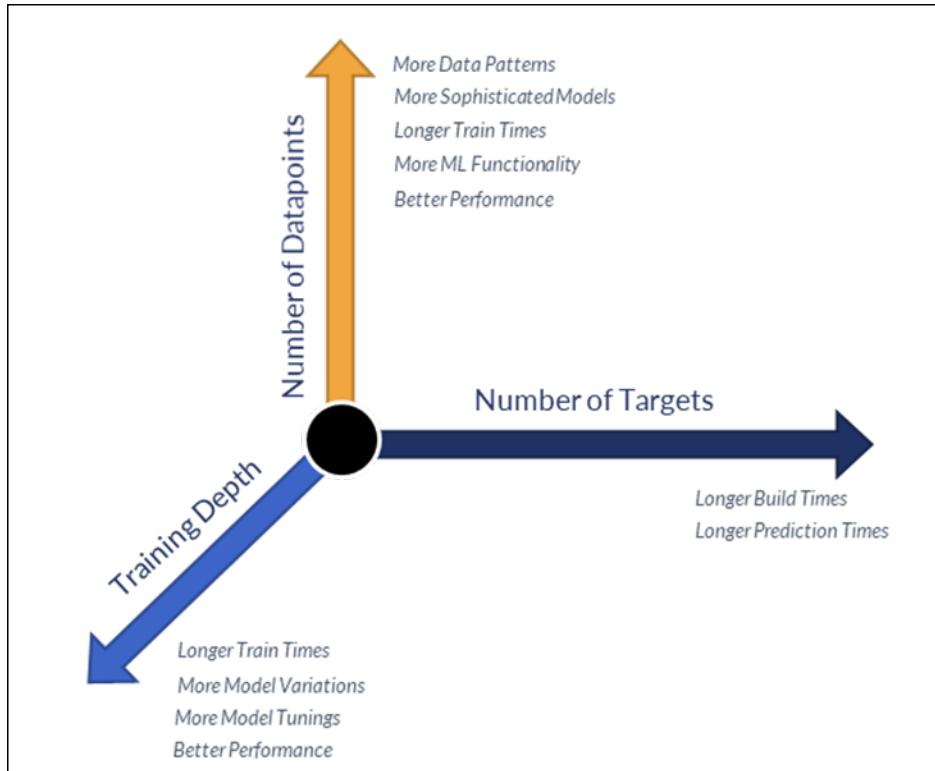 Number of Datapoints
More Data Patterns
More Sophisticated Models
Longer Train Times
More ML Functionality
Better Performance
Number of Targets
Longer Build Times
Longer Prediction Times
Training Depth
Longer Train Times
More Model Variations
More Model Tunings
Better Performance